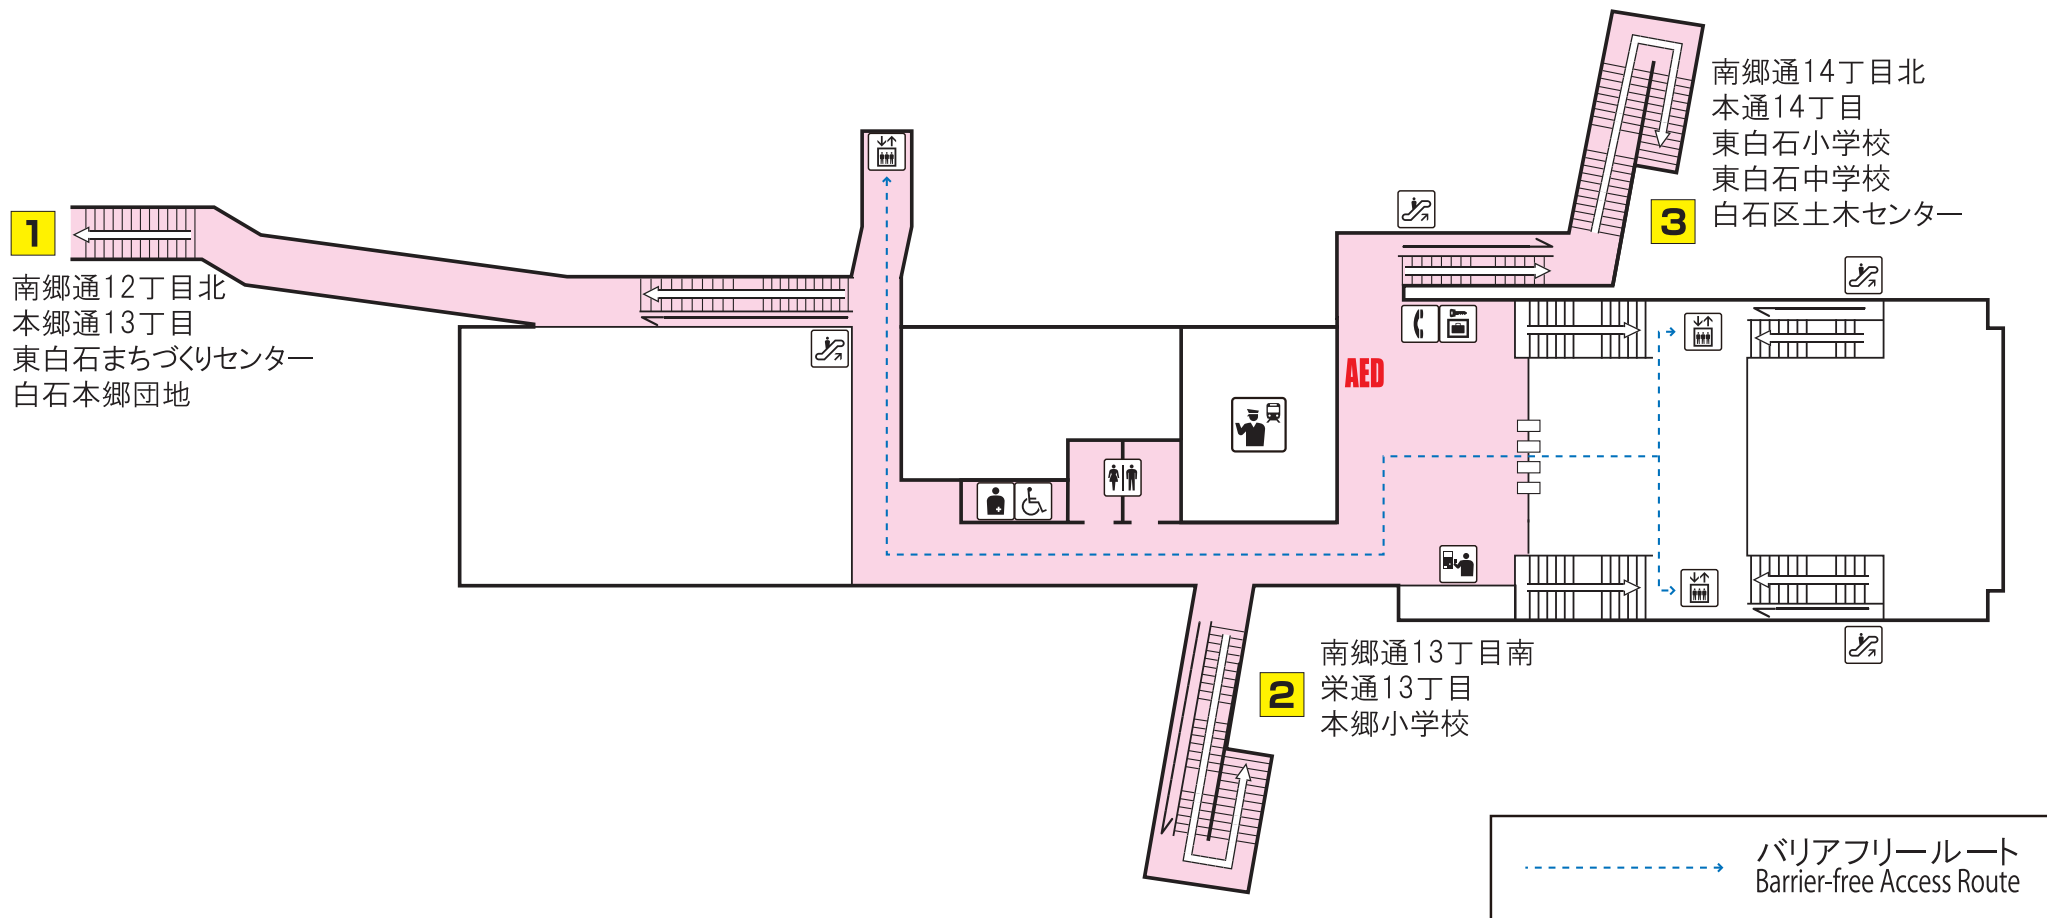 1
南郷通12丁目北
本郷通13丁目
東白石まちづくりセンター
白石本郷団地
3
南郷通14丁目北
本通14丁目
東白石小学校
東白石中学校
白石区土木センター
AED
2
南郷通13丁目南
栄通13丁目
本郷小学校
バリアフリールート
Barrier-free Access Route